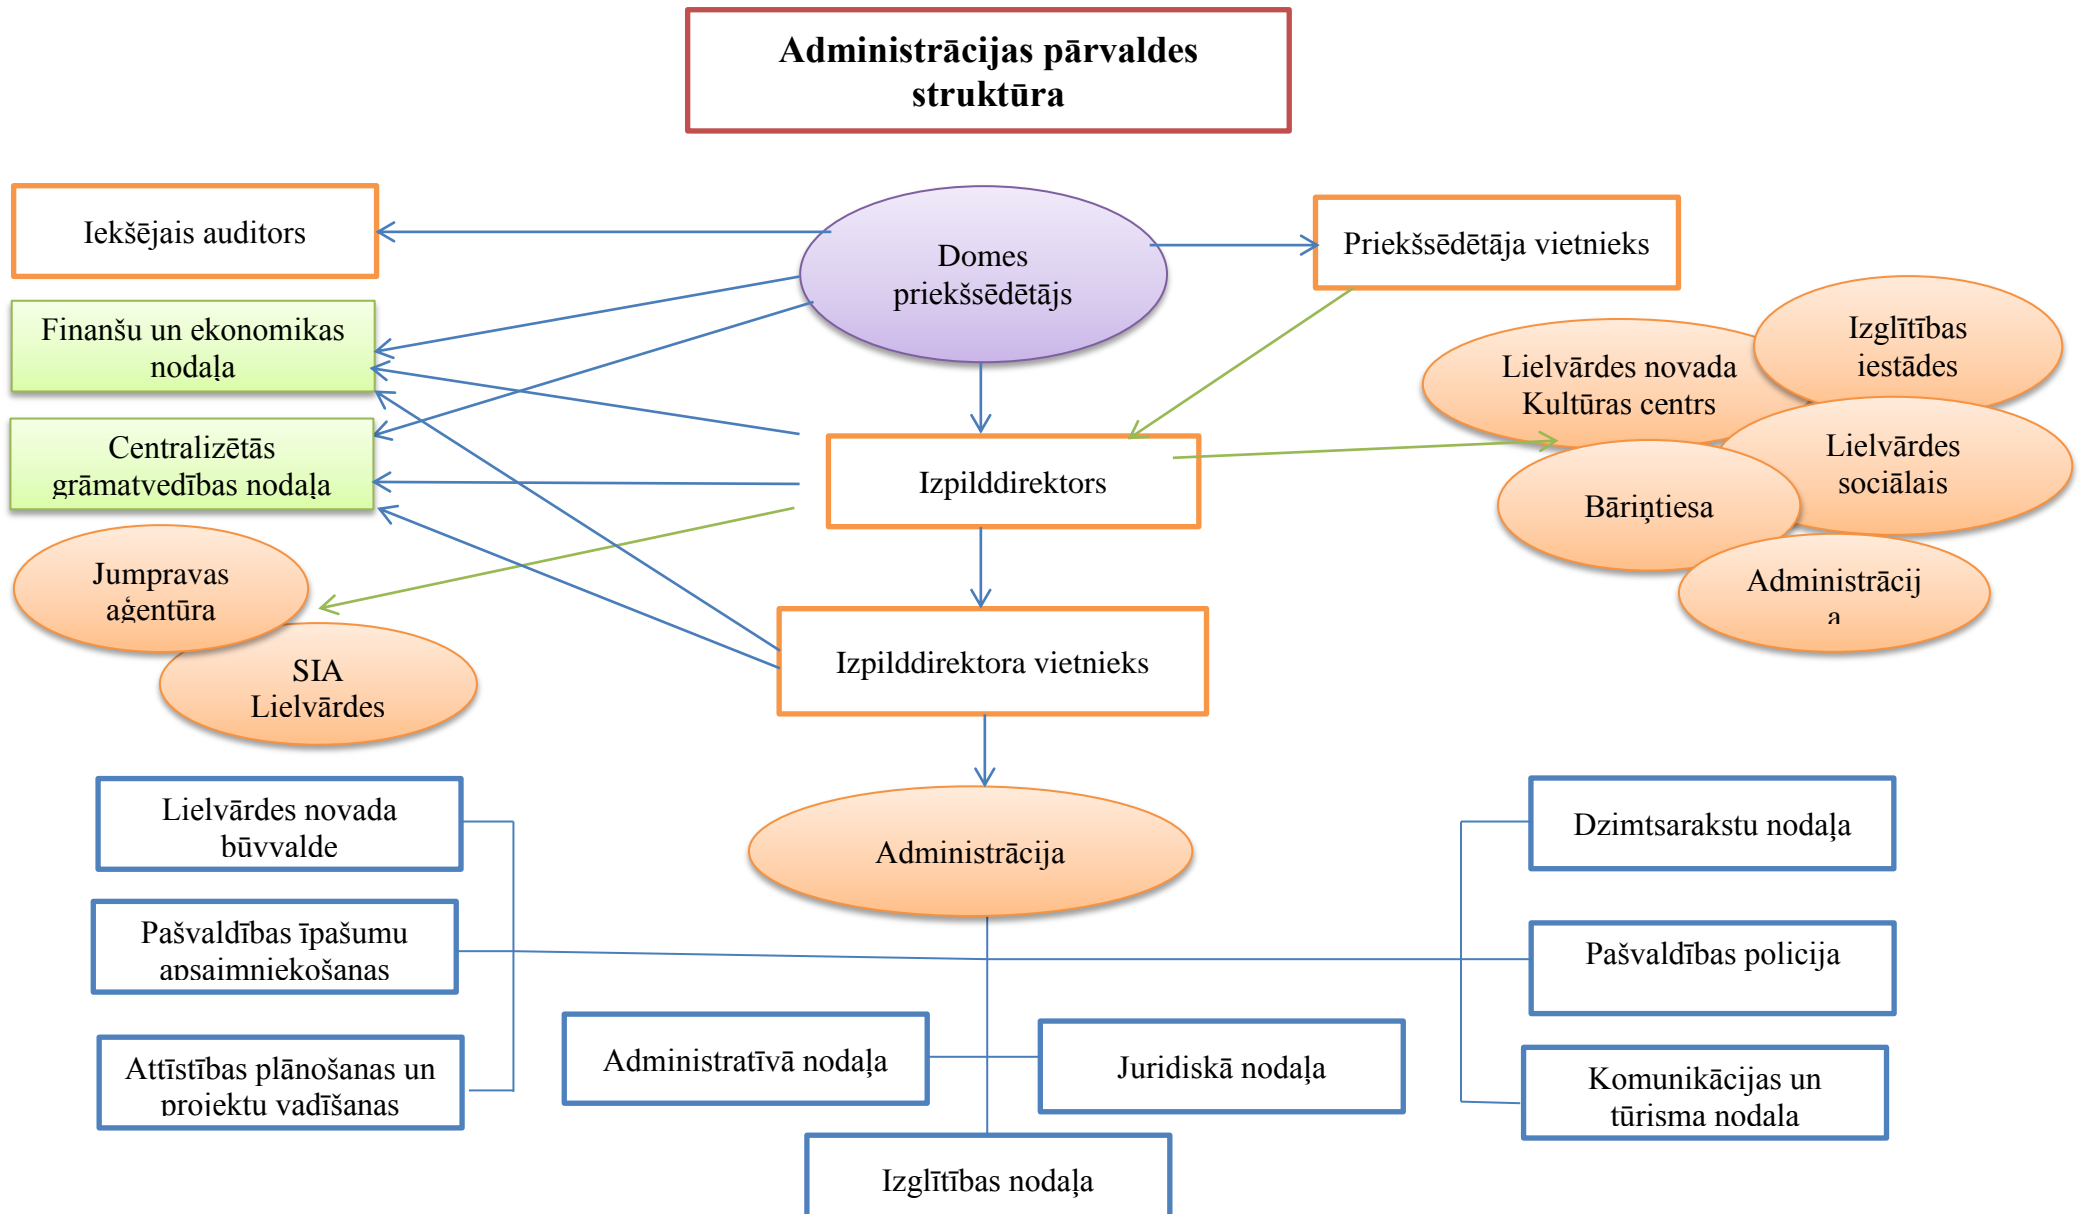 Administrācijas pārvaldes
struktūra
Iekšējais auditors
Domes
priekšsēdētājs
Priekšsēdētāja vietnieks
Finanšu un ekonomikas
nodaļa
Izglītības
iestādes
Lielvārdes novada
Kultūras centrs
Centralizētās
grāmatvedības nodaļa
Izpilddirektors
Lielvārdes
sociālais
Bāriņtiesa
Jumpravas
aģentūra
Administrācij
a
SIA
Lielvārdes
Izpilddirektora vietnieks
Lielvārdes novada
būvvalde
Administrācija
Dzimtsarakstu nodaļa
Pašvaldības īpašumu
apsaimniekošanas
Pašvaldības policija
Attīstības plānošanas un
projektu vadīšanas
Administratīvā nodaļa
Juridiskā nodaļa
Komunikācijas un
tūrisma nodala
Izglītības nodaļa